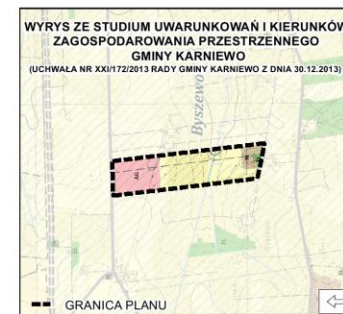 WYRYS ZE STUDIUM UWARUNKOWAŃ I KIERUNKÓW
ZAGOSPODAROWANIA PRZESTRZENNEGO
GMINY KARNIEWO
(UCHWAŁA NR XXI/172/2013 RADY GMINY KARNIEWO Z DNIA 30.12.2013)
Byszewo
GRANICA PLANU